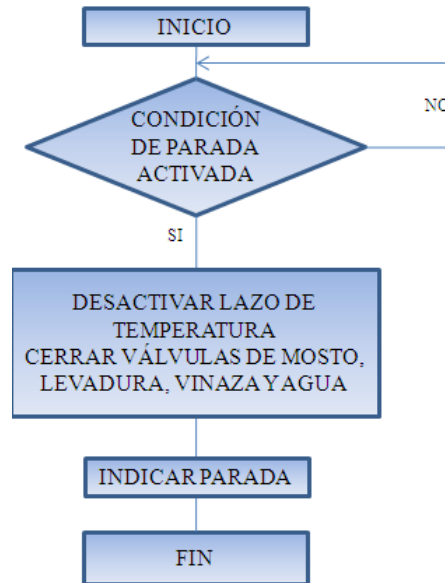 INICIO
NO
CONDICIÓN
DE PARADA
ACTIVADA
SI
DESACTIVAR LAZO DE
TEMPERATURA
CERRAR VÁLVULAS DE MOSTO,
LEVADURA, VINAZA Y AGUA
INDICAR PARADA
FIN